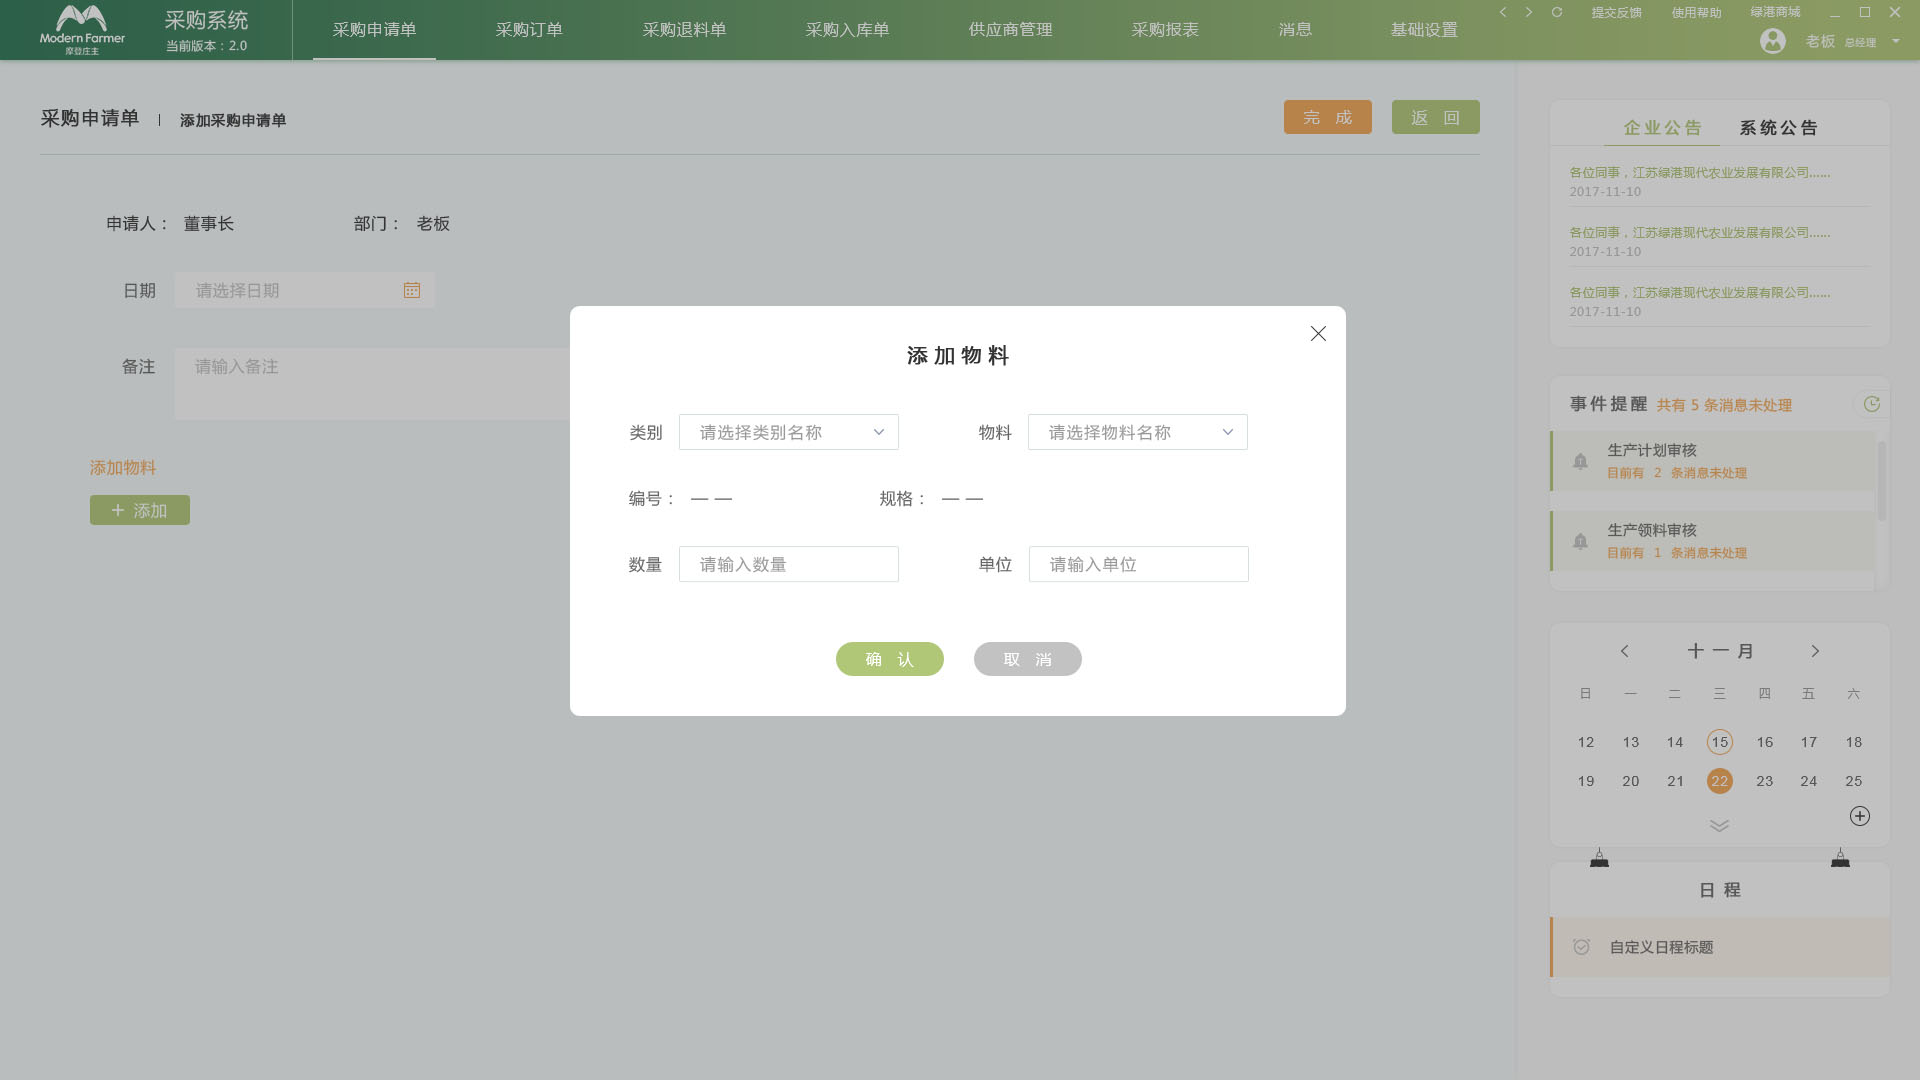 Modern Farmer
摩登庄主
采购系统
当前版本：2.0
采购申请单 采购订单 采购退料单 采购入库单 供应商管理 采购报表 消息 基础设置
提交反馈 使用帮助 绿港商城
老板 总经理
采购申请单 | 添加采购申请单
完成 返回
申请人： 董事长 部门： 老板
日期 请选择日期
备注 请输入备注
添加物料
+ 添加
添加物料
类别 请选择类别名称 物料 请选择物料名称
编号： — — 规格： — —
数量 请输入数量 单位 请输入单位
确认 取消
企业公告 系统公告
各位同事，江苏绿港现代农业发展有限公司......
2017-11-10
各位同事，江苏绿港现代农业发展有限公司......
2017-11-10
各位同事，江苏绿港现代农业发展有限公司......
2017-11-10
事件提醒 共有 5 条消息未处理
生产计划审核
目前有 2 条消息未处理
生产领料审核
目前有 1 条消息未处理
十一月
日 一 二 三 四 五 六
12 13 14 15 16 17 18
19 20 21 22 23 24 25
日程
自定义日程标题